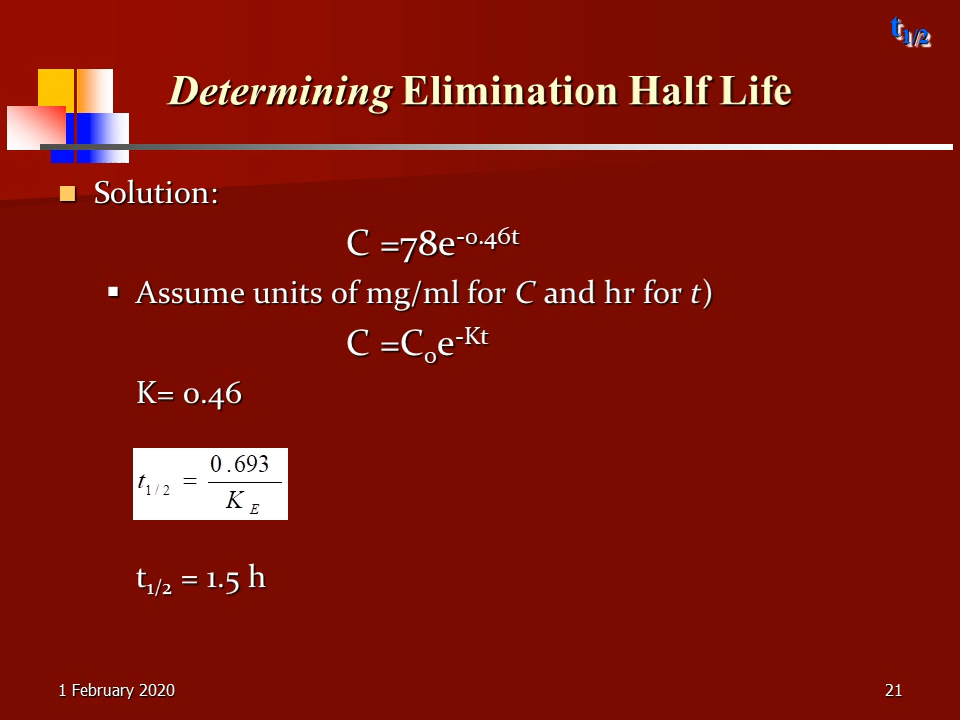 t1/2
Determining Elimination Half Life
Solution:
C =78e-0.46t
Assume units of mg/ml for C and hr for t)
C =C0e-Kt
K= 0.46
t1/2 = 0.693 / KE
t1/2 = 1.5 h
1 February 2020
21